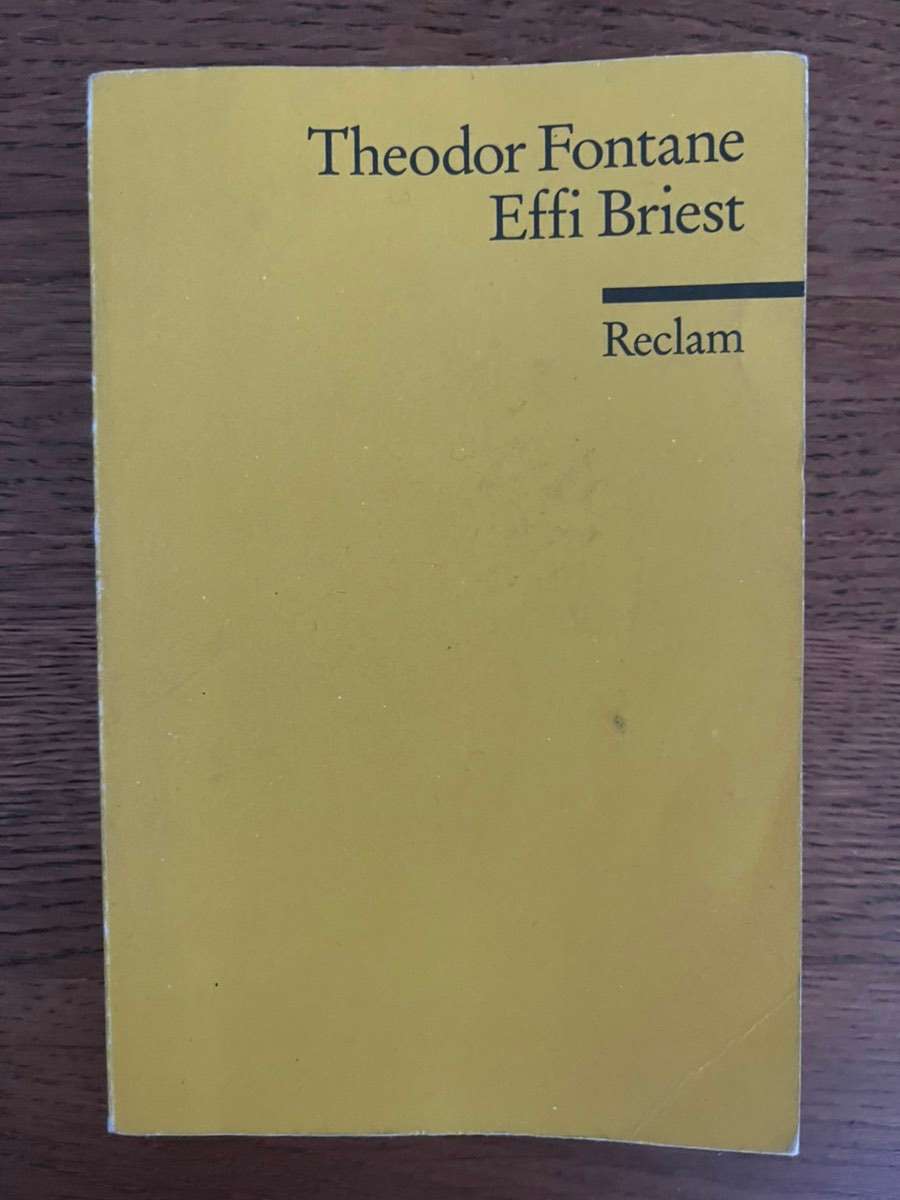 Theodor Fontane
Effi Briest
Reclam